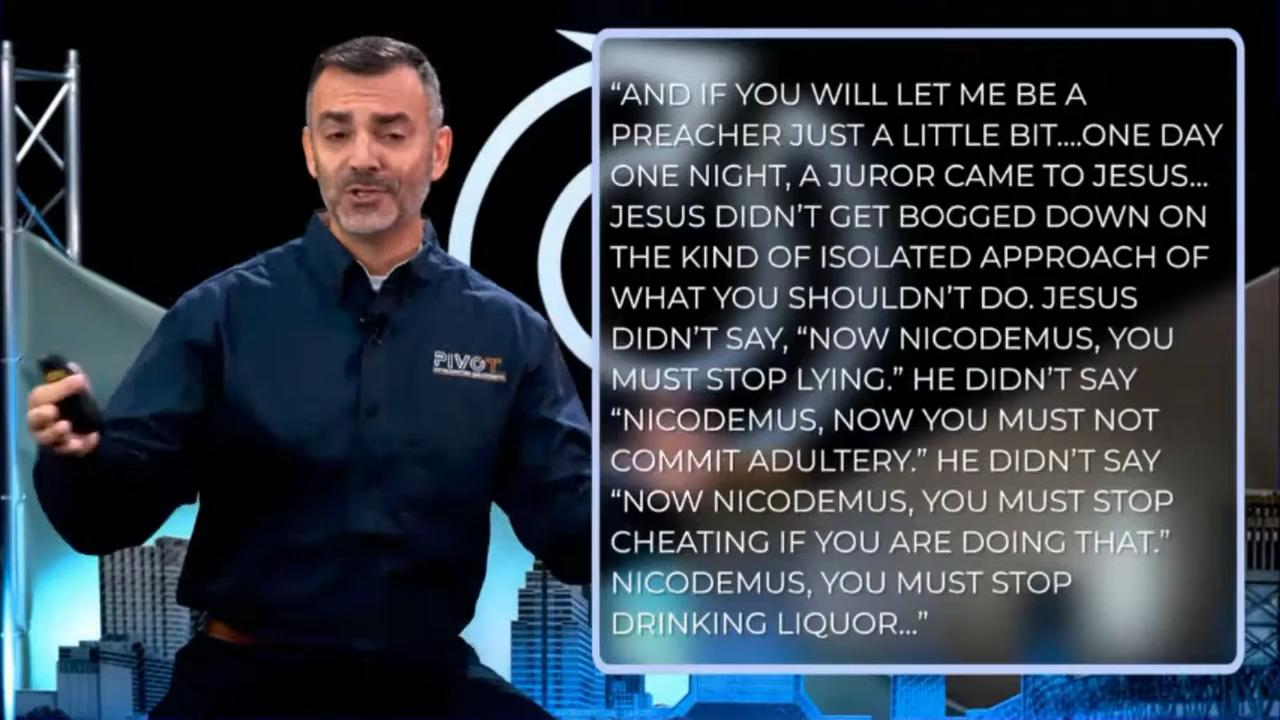 PIVOT
“AND IF YOU WILL LET ME BE A
PREACHER JUST A LITTLE BIT....ONE DAY
ONE NIGHT, A JUROR CAME TO JESUS...
JESUS DIDN’T GET BOGGED DOWN ON
THE KIND OF ISOLATED APPROACH OF
WHAT YOU SHOULDN’T DO. JESUS
DIDN’T SAY, “NOW NICODEMUS, YOU
MUST STOP LYING.” HE DIDN’T SAY
“NICODEMUS, NOW YOU MUST NOT
COMMIT ADULTERY.” HE DIDN’T SAY
“NOW NICODEMUS, YOU MUST STOP
CHEATING IF YOU ARE DOING THAT.”
NICODEMUS, YOU MUST STOP
DRINKING LIQUOR...”